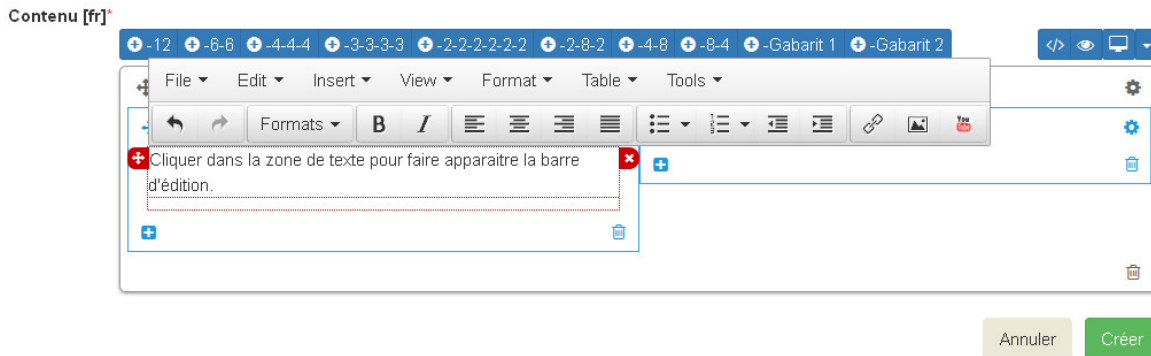 Contenu [fr]*
-12 -6-6 -4-4-4 -3-3-3-3 -2-2-2-2-2-2 -2-8-2 -4-8 -8-4 -Gabarit 1 -Gabarit 2
File Edit Insert View Format Table Tools
Formats B I You Tube
Cliquer dans la zone de texte pour faire apparaitre la barre
d'édition.
Annuler Créer